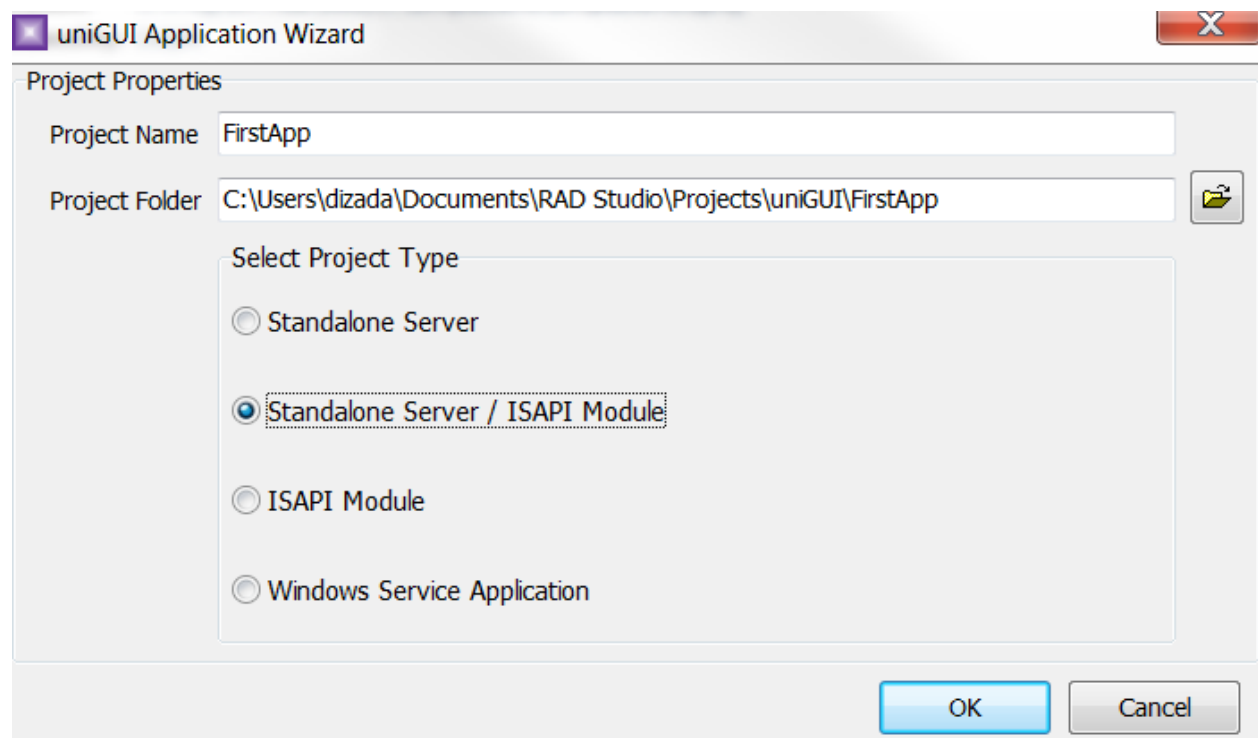 uniGUI Application Wizard
X
Project Properties
Project Name FirstApp
Project Folder C:\Users\dizada\Documents\RAD Studio\Projects\uniGUI\FirstApp
Select Project Type
Standalone Server
Standalone Server / ISAPI Module
ISAPI Module
Windows Service Application
OK Cancel